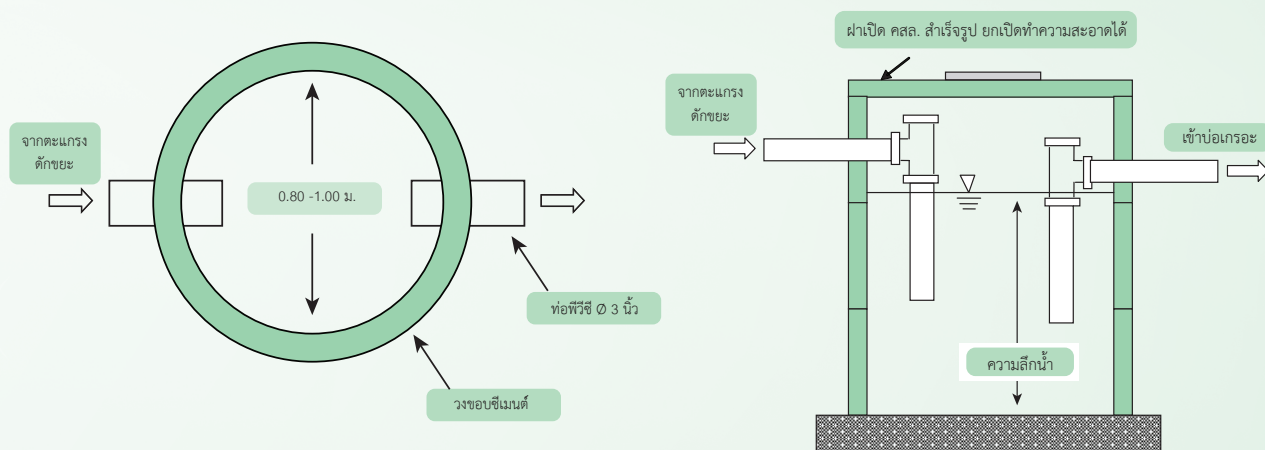 จากตะแกรง
ดักขยะ
0.80 -1.00 ม.
ท่อพีวีซี Ø 3 นิ้ว
วงขอบซีเมนต์
ฝาเปิด คสล. สำเร็จรูป ยกเปิดทำความสะอาดได้
จากตะแกรง
ดักขยะ
เข้าบ่อเกรอะ
ความลึกน้ำ